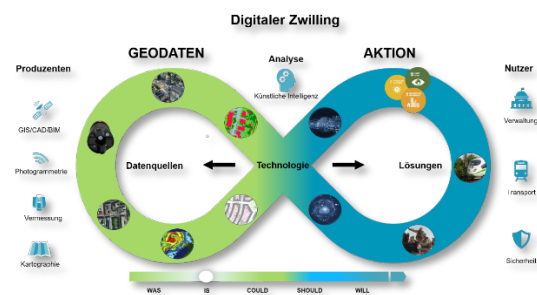 Digitaler Zwilling
GEODATEN
Analyse
AKTION
Produzenten
Nutzer
Künstliche Intelligenz
GIS/CAD/BIM
Verwaltung
Datenquellen
Technologie
Lösungen
Photogrammetrie
Transport
Vermessung
Kartographie
Sicherheit
WAS
IS
COULD
SHOULD
WILL